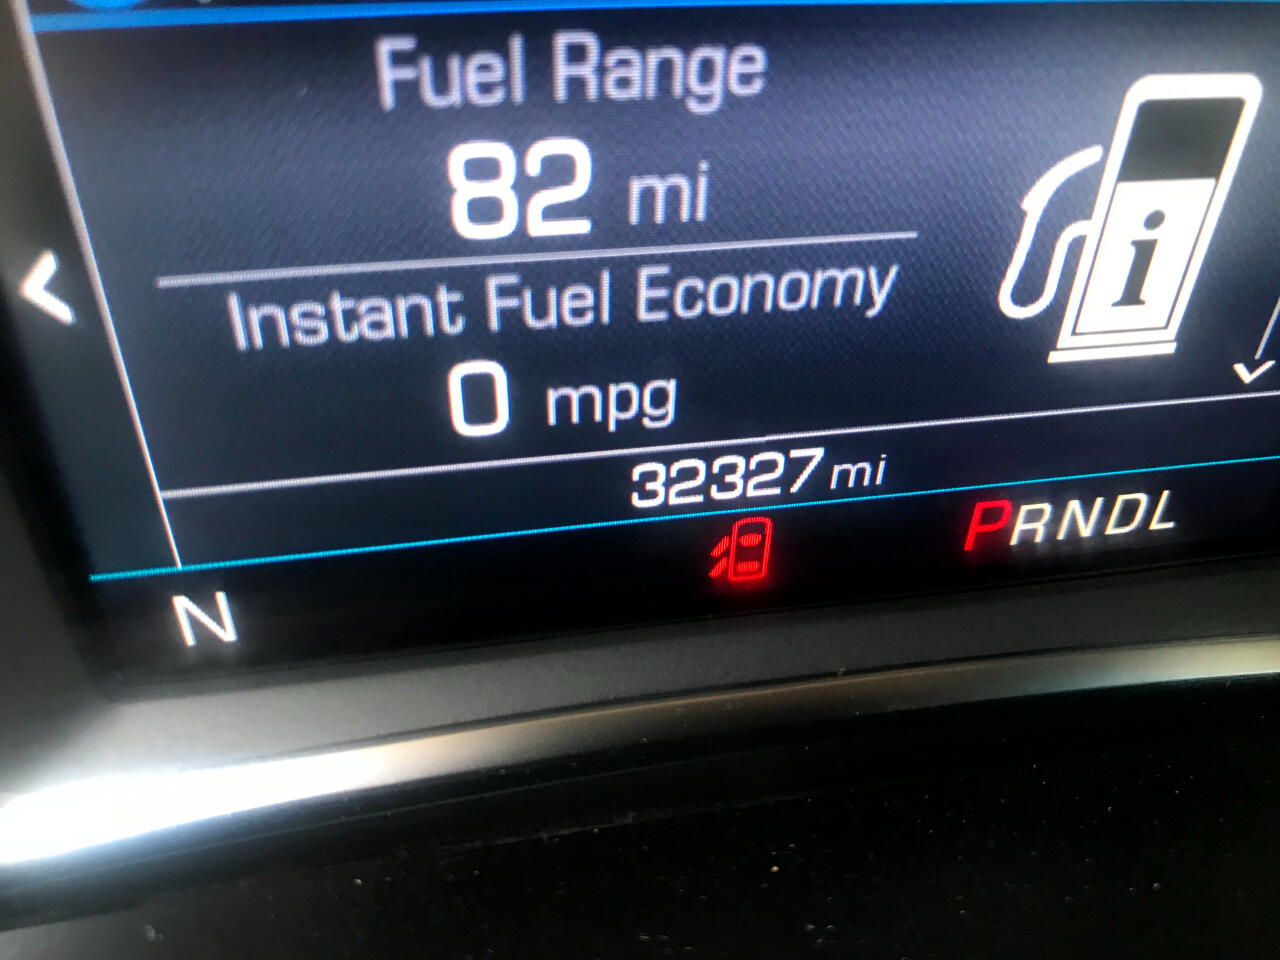 Fuel Range
82 mi
Instant Fuel Economy
0 mpg
32327 mi
PRNDL
N
i